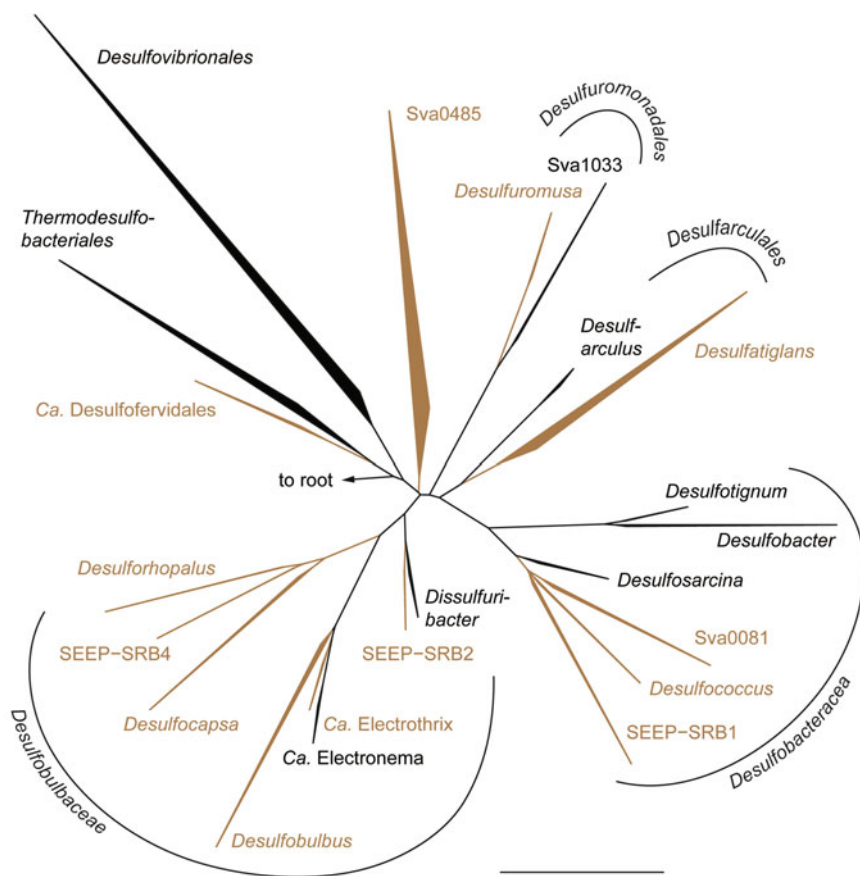 Desulfovibrionales
Sva0485
Desulfuromonadales
Sva1033
Desulfuromusa
Thermodesulfo-
bacteriales
Desulfarculales
Desulf-
arculus
Desulfatiglans
Ca. Desulfofervidales
to root
Desulfotignum
Desulfobacter
Desulforhopalus
Dissulfuri-
bacter
Desulfosarcina
SEEP-SRB4
SEEP-SRB2
Sva0081
Desulfococcus
Desulfocapsa
Ca. Electrothrix
SEEP-SRB1
Desulfobacteracea
Ca. Electronema
Desulfobulbaceae
Desulfobulbus